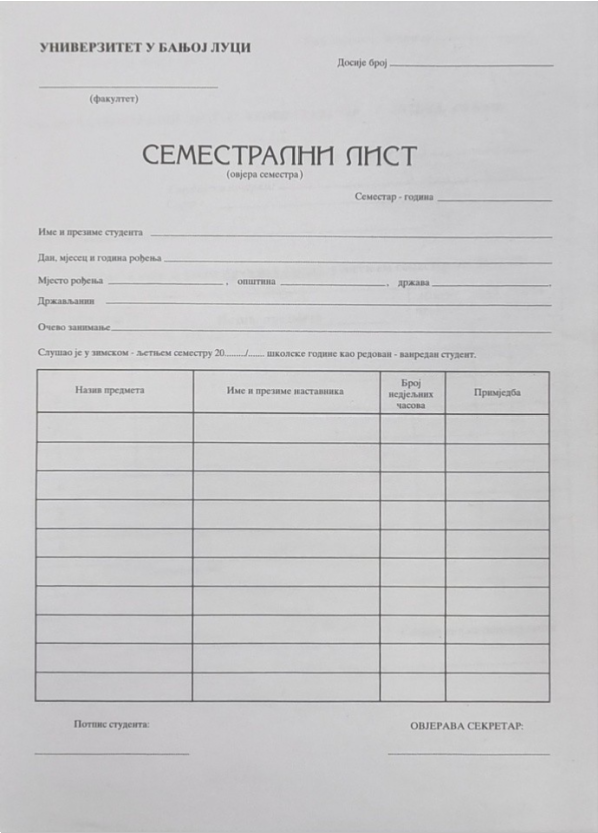 УНИВЕРЗИТЕТ У БАЊОЈ ЛУЦИ
Досије број
(факултет)
СЕМЕСТРАЛНИ ЛИСТ
(овјера семестра)
Семестар - година
Име и презиме студента
Дан, мјесец и година рођења
Мјесто рођења , општина , држава
Држављанин
Очево занимање
Слушао је у зимском - љетњем семестру 20......../...... школске године као редован - ванредан студент.
Назив предмета Име и презиме наставника Број недјељних часова Примједба
Потпис студента: ОВЈЕРАВА СЕКРЕТАР: